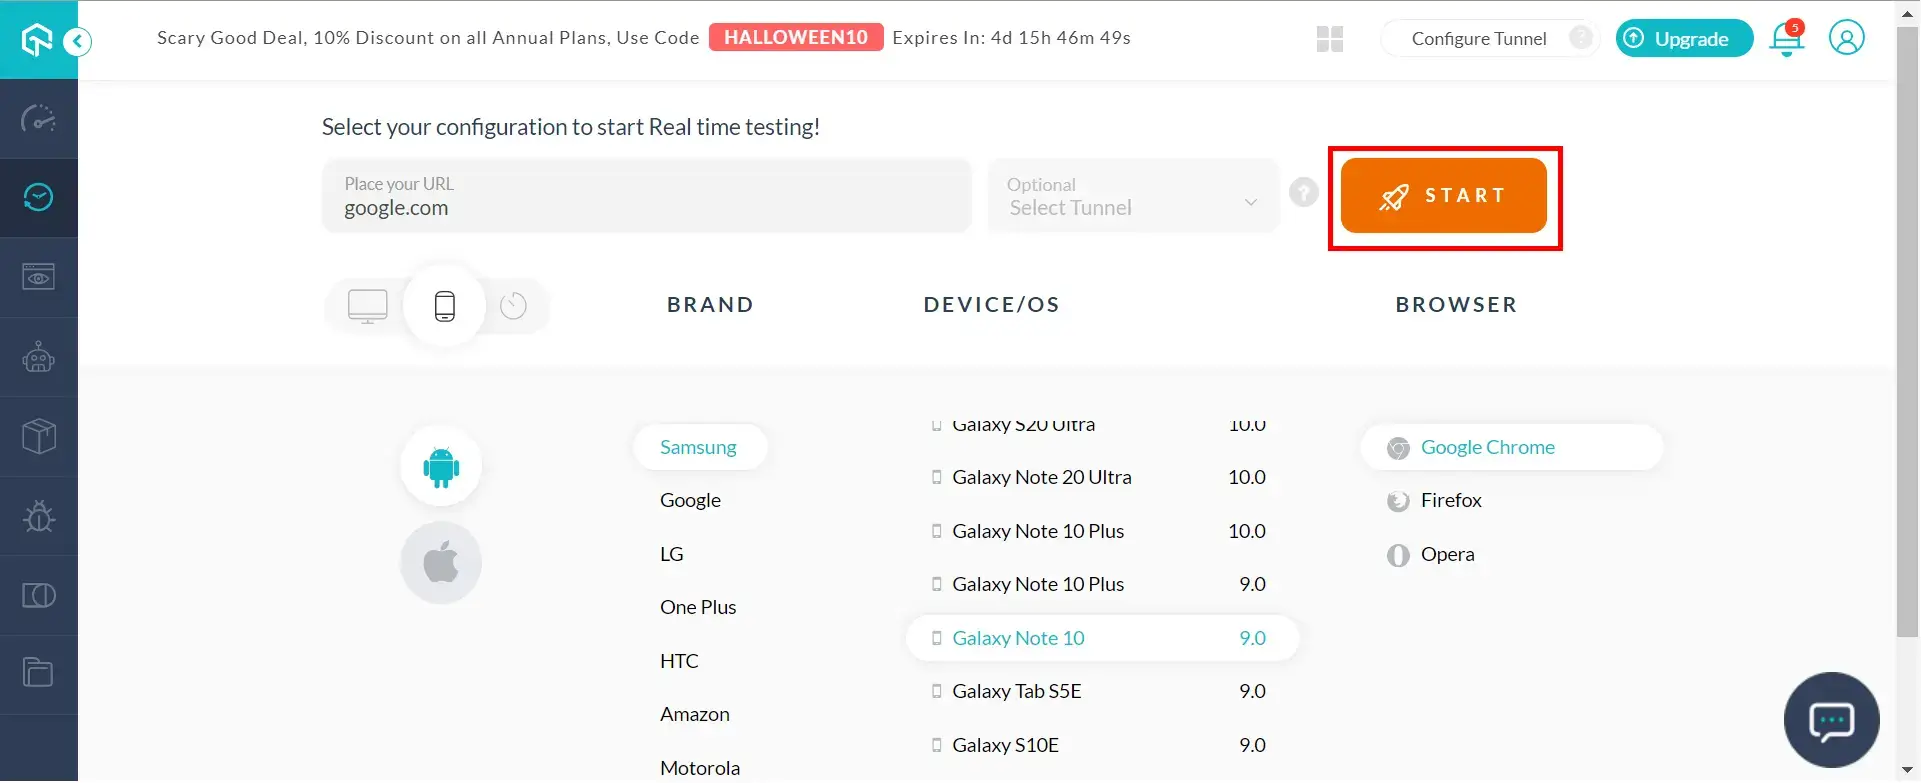 Scary Good Deal, 10% Discount on all Annual Plans, Use Code HALLOWEEN10 Expires In: 4d 15h 46m 49s
Configure Tunnel ?
Upgrade
5
Select your configuration to start Real time testing!
Place your URL
google.com
Optional
Select Tunnel
?
START
BRAND
DEVICE/OS
BROWSER
Samsung
Google
LG
One Plus
HTC
Amazon
Motorola
Galaxy S20 Ultra 10.0
Galaxy Note 20 Ultra 10.0
Galaxy Note 10 Plus 10.0
Galaxy Note 10 Plus 9.0
Galaxy Note 10 9.0
Galaxy Tab S5E 9.0
Galaxy S10E 9.0
Google Chrome
Firefox
Opera